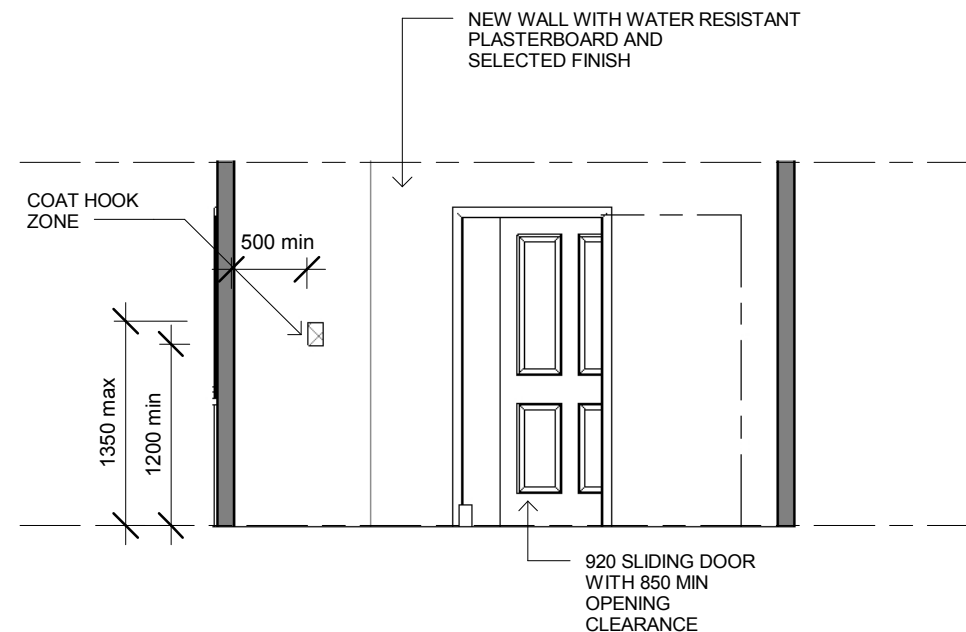 NEW WALL WITH WATER RESISTANT
PLASTERBOARD AND
SELECTED FINISH
COAT HOOK
ZONE
500 min
1350 max
1200 min
920 SLIDING DOOR
WITH 850 MIN
OPENING
CLEARANCE